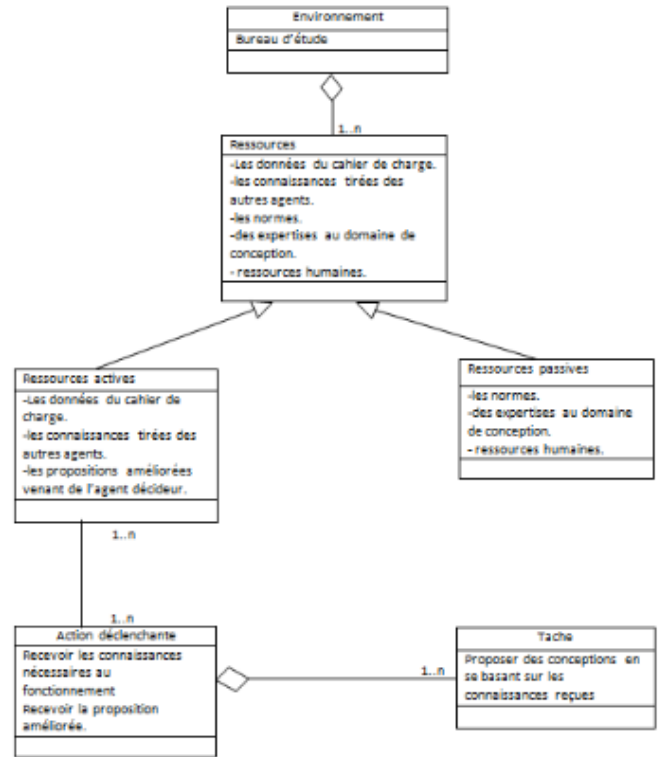 Environnement
Bureau d'étude
1..n
Ressources
-Les données du cahier de charge.
-les connaissances tirées des
autres agents.
-les normes.
-des expertises au domaine de
conception.
- ressources humaines.
Ressources actives
-Les données du cahier de
charge.
-les connaissances tirées des
autres agents.
-les propositions améliorées
venant de l'agent décideur.
Ressources passives
-les normes.
-des expertises au domaine
de conception.
- ressources humaines.
1..n
1..n
Action déclenchante
Recevoir les connaissances
nécessaires au
fonctionnement
Recevoir la proposition
améliorée.
1..n
Tache
Proposer des conceptions en
se basant sur les
connaissances reçues